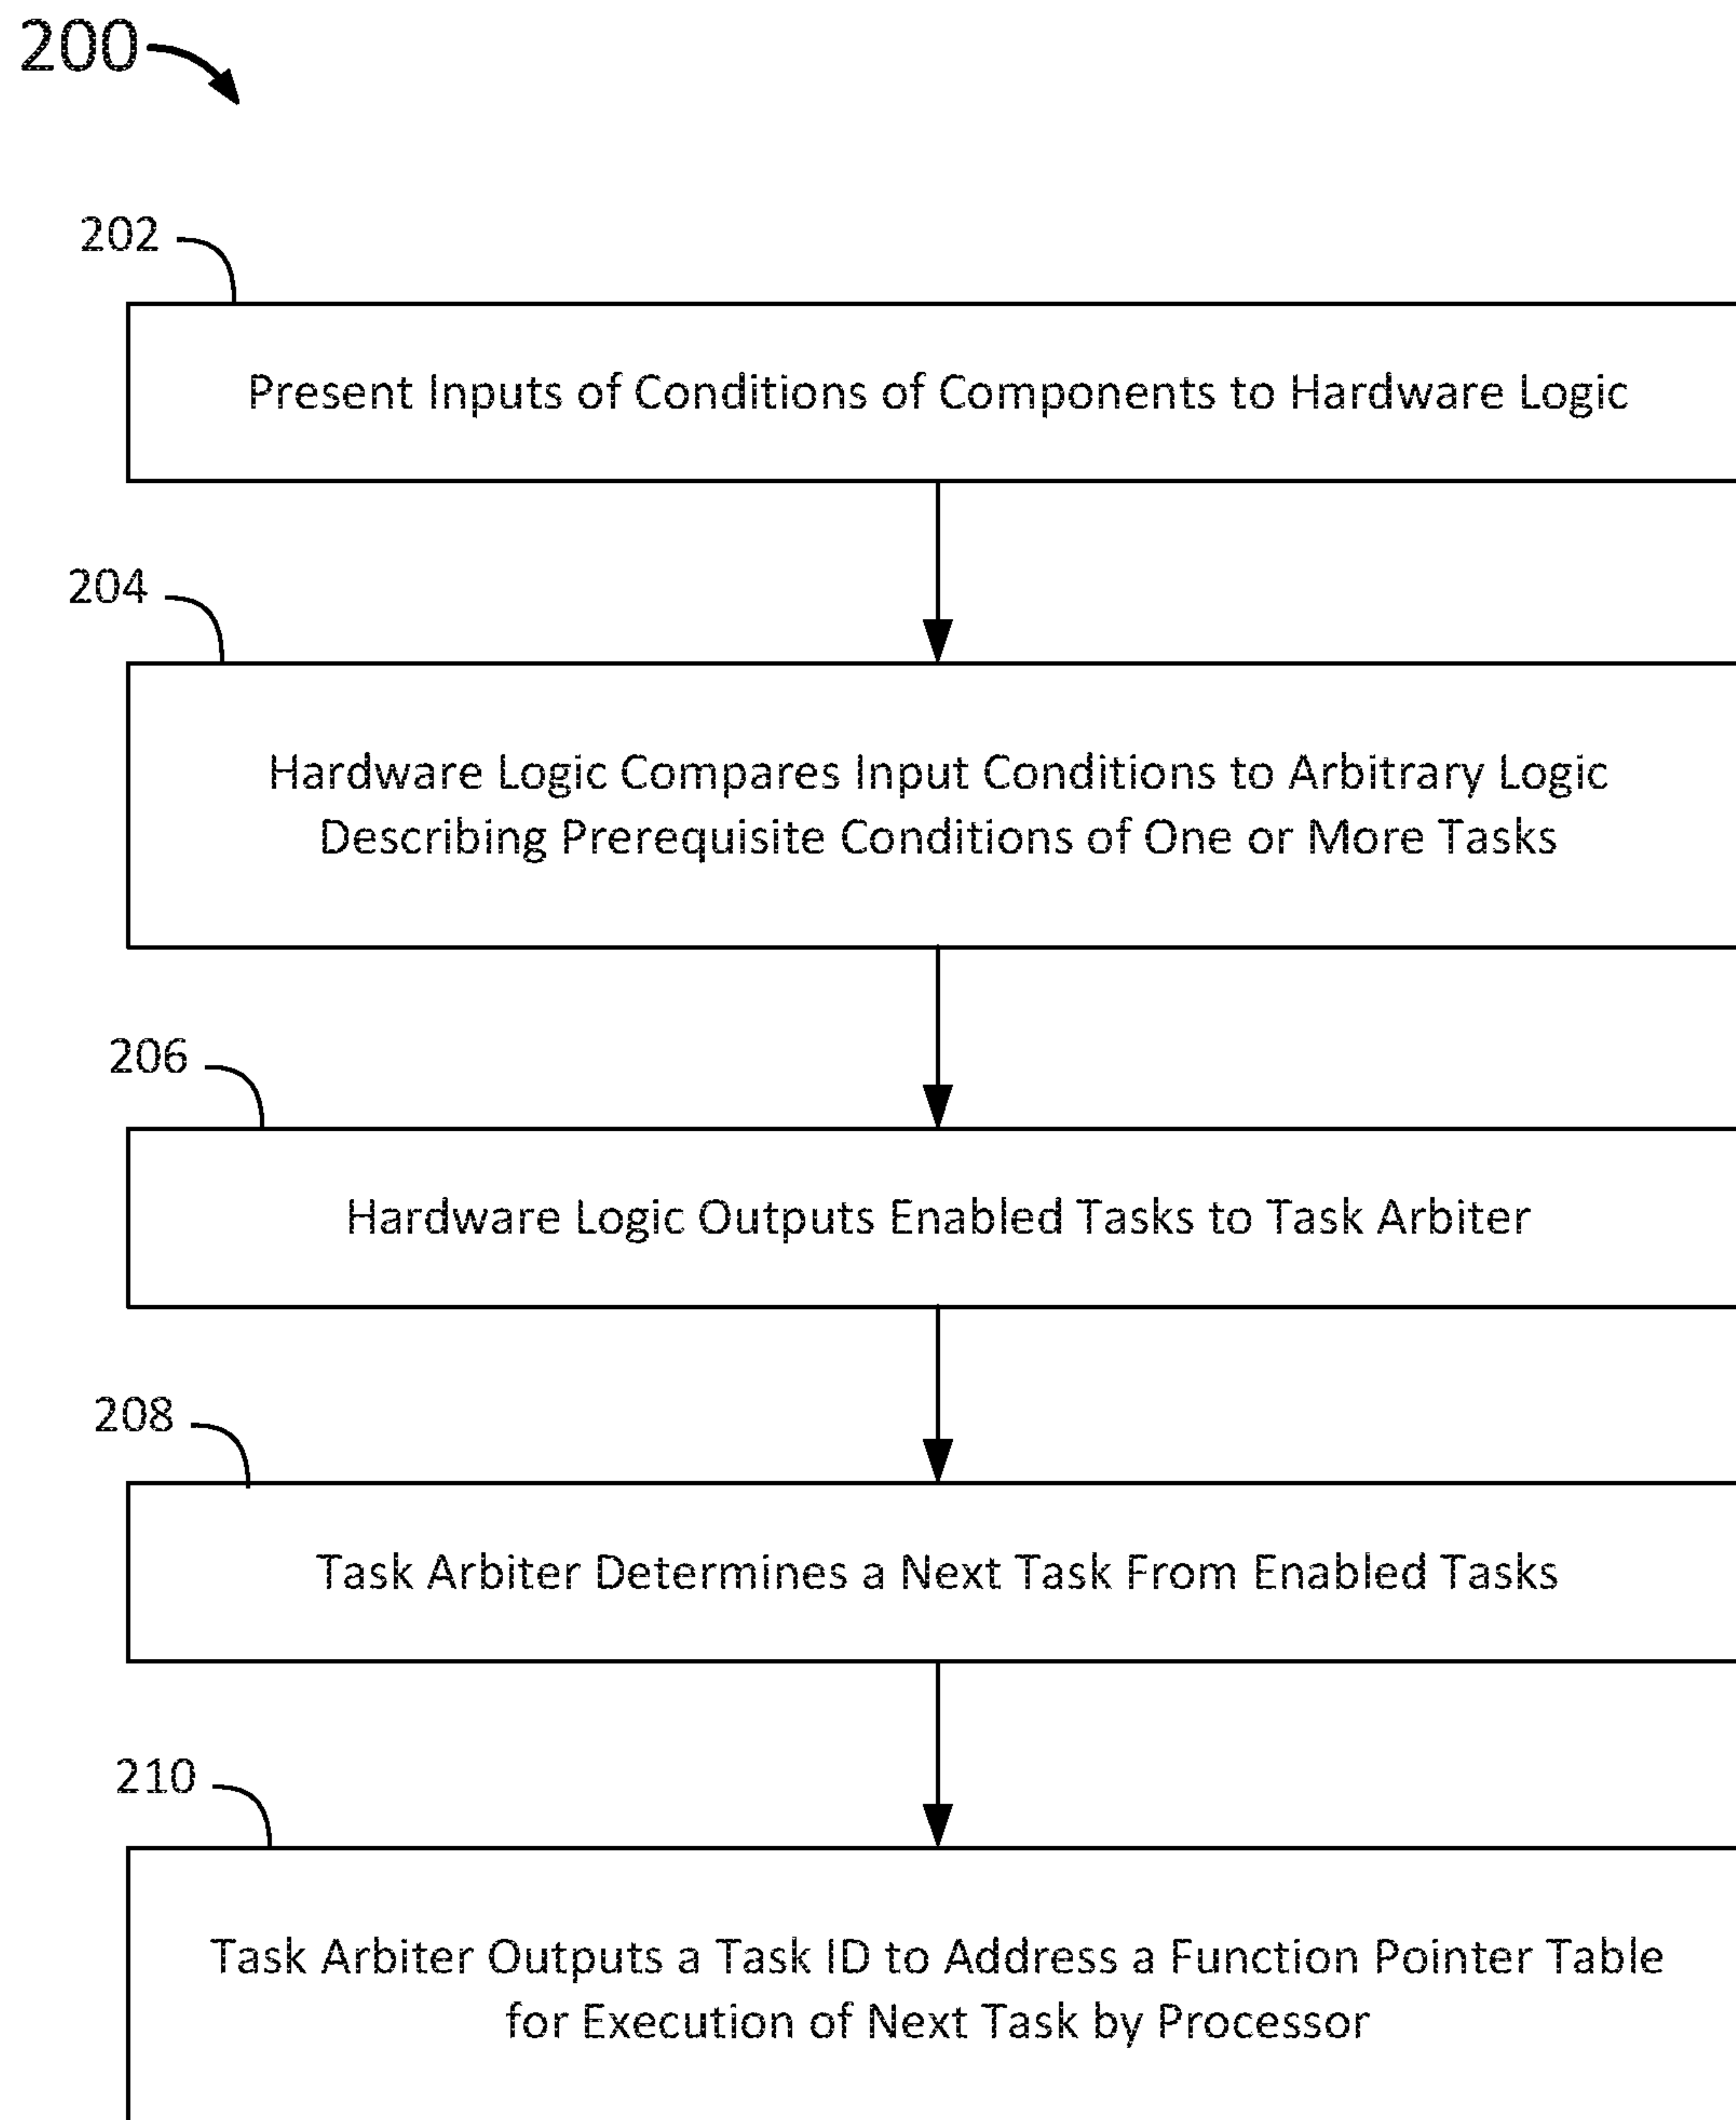 200
202
Present Inputs of Conditions of Components to Hardware Logic
204
Hardware Logic Compares Input Conditions to Arbitrary Logic
Describing Prerequisite Conditions of One or More Tasks
206
Hardware Logic Outputs Enabled Tasks to Task Arbiter
208
Task Arbiter Determines a Next Task From Enabled Tasks
210
Task Arbiter Outputs a Task ID to Address a Function Pointer Table
for Execution of Next Task by Processor